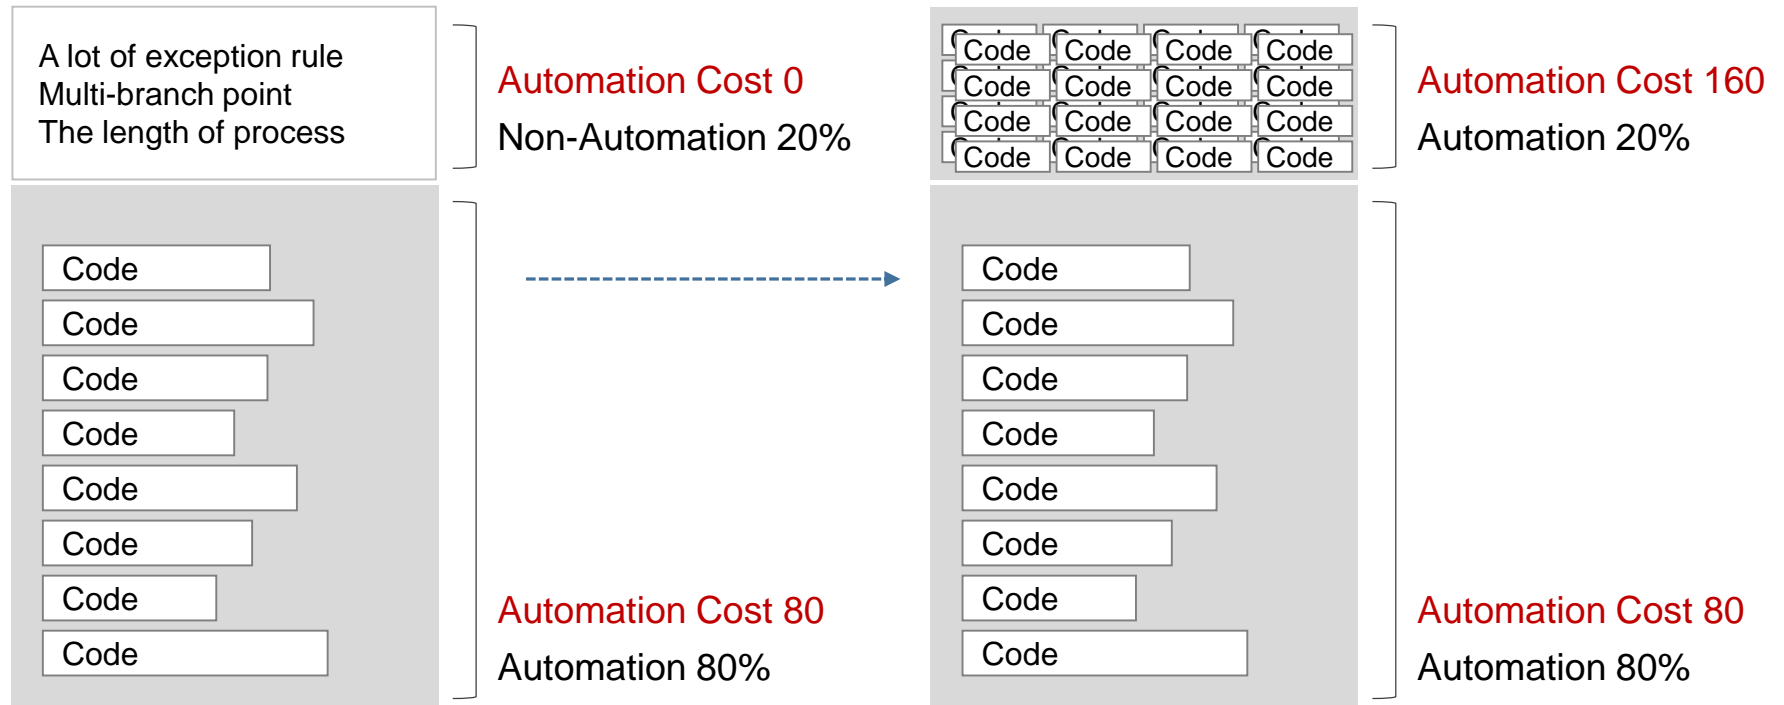 A lot of exception rule
Multi-branch point
The length of process
Automation Cost 0
Non-Automation 20%
Code
Code
Code
Code
Code
Code
Code
Code
Automation Cost 80
Automation 80%
Code Code Code Code
Code Code Code Code
Code Code Code Code
Code Code Code Code
Automation Cost 160
Automation 20%
Code
Code
Code
Code
Code
Code
Code
Code
Automation Cost 80
Automation 80%